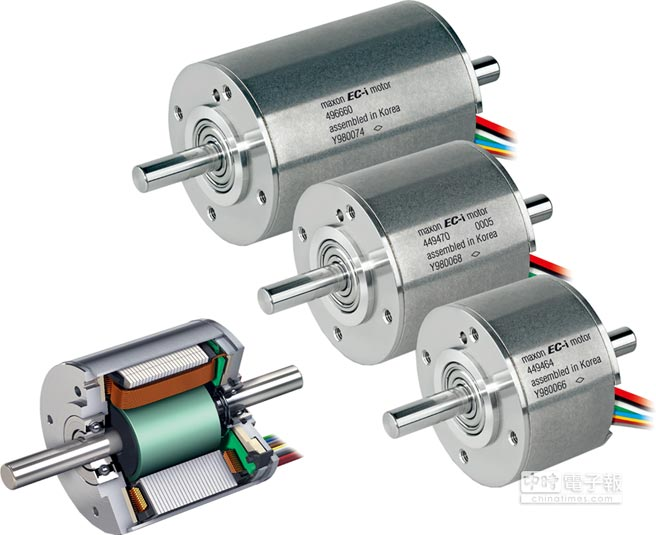 maxon EC-i motor
496660
assembled in Korea
Y980074
maxon EC-i motor
449470 0005
assembled in Korea
Y980068
maxon EC-i motor
449464
assembled in Korea
Y980066
中時電子報
chinatimes.com